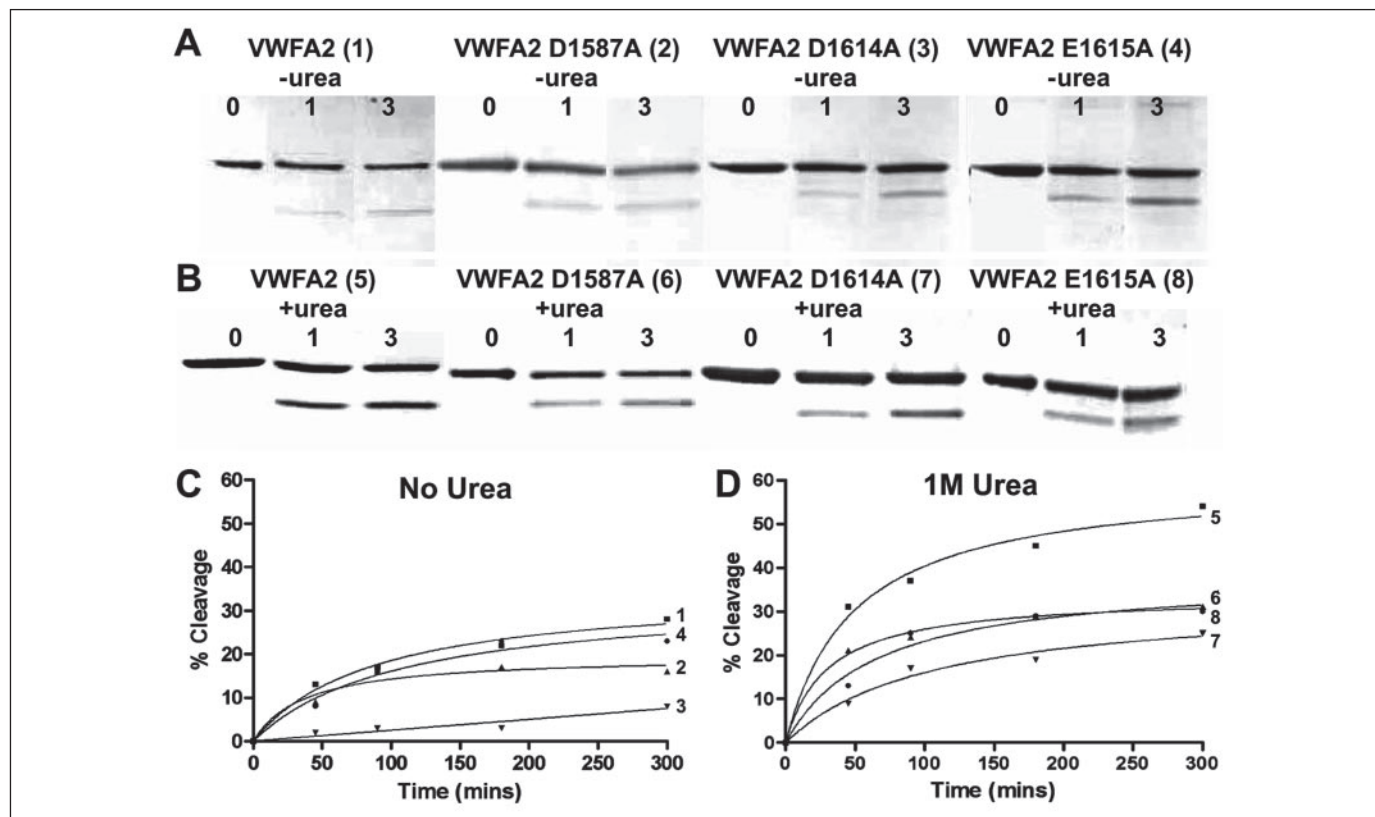 A
VWFA2 (1) VWFA2 D1587A (2) VWFA2 D1614A (3) VWFA2 E1615A (4)
-urea -urea -urea -urea
0 1 3 0 1 3 0 1 3 0 1 3
B
VWFA2 (5) VWFA2 D1587A (6) VWFA2 D1614A (7) VWFA2 E1615A (8)
+urea +urea +urea +urea
0 1 3 0 1 3 0 1 3 0 1 3
C
No Urea
% Cleavage
60
50
40
30
20
10
0
1
4
2
3
0 50 100 150 200 250 300
Time (mins)
D
1M Urea
% Cleavage
60
50
40
30
20
10
0
5
6
8
7
0 50 100 150 200 250 300
Time (mins)